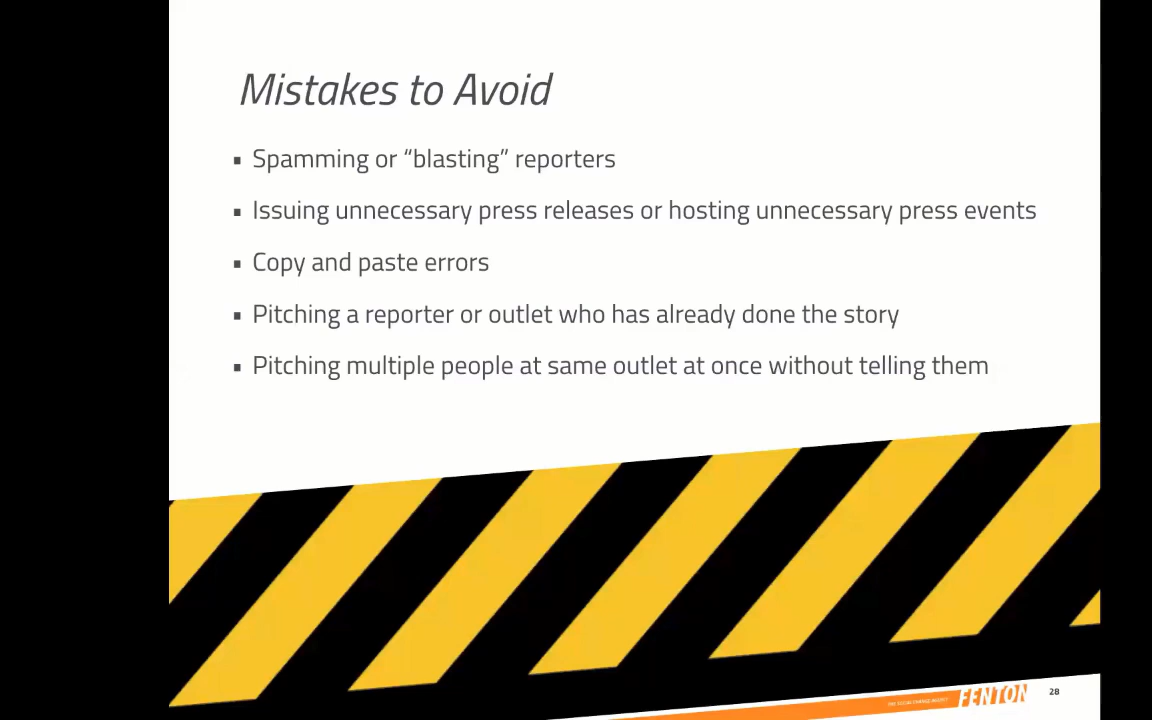 Mistakes to Avoid
▪ Spamming or “blasting” reporters
▪ Issuing unnecessary press releases or hosting unnecessary press events
▪ Copy and paste errors
▪ Pitching a reporter or outlet who has already done the story
▪ Pitching multiple people at same outlet at once without telling them
FENTON
28